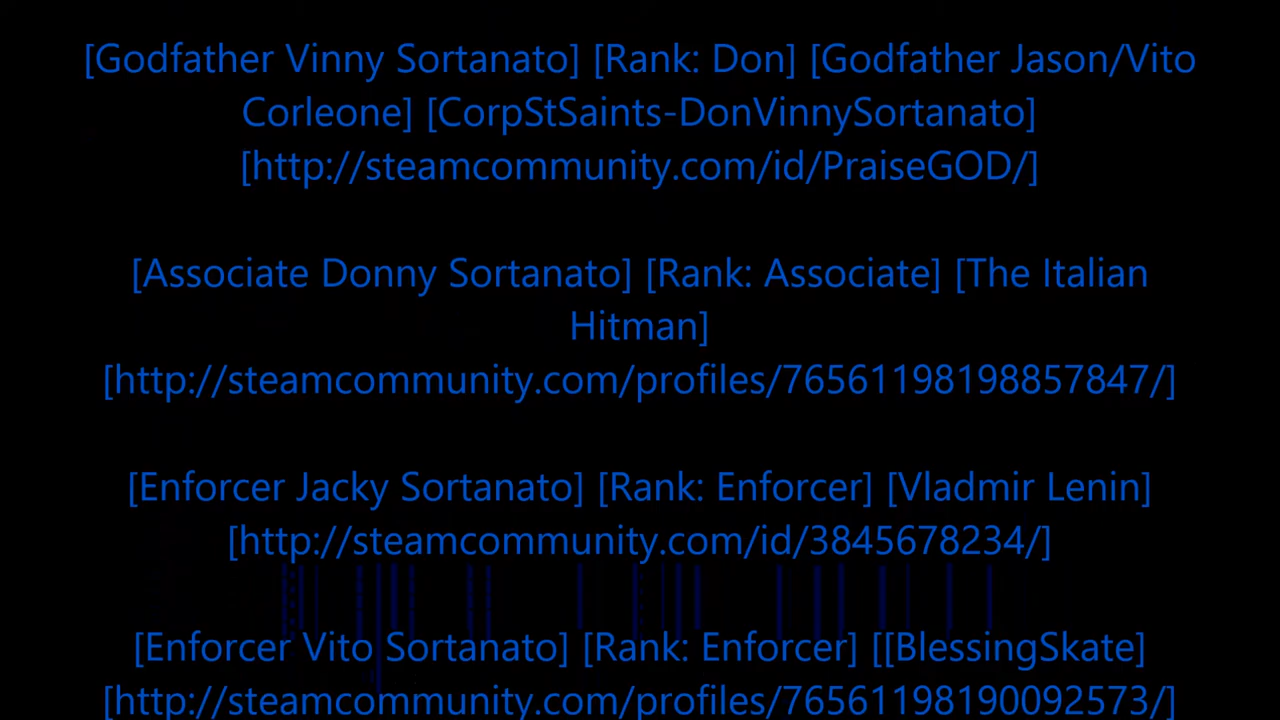 [Godfather Vinny Sortanato] [Rank: Don] [Godfather Jason/Vito
Corleone] [CorpStSaints-DonVinnySortanato]
[http://steamcommunity.com/id/PraiseGOD/]
[Associate Donny Sortanato] [Rank: Associate] [The Italian
Hitman]
[http://steamcommunity.com/profiles/76561198198857847/]
[Enforcer Jacky Sortanato] [Rank: Enforcer] [Vladmir Lenin]
[http://steamcommunity.com/id/3845678234/]
[Enforcer Vito Sortanato] [Rank: Enforcer] [[BlessingSkate]
[http://steamcommunity.com/profiles/76561198190092573/]